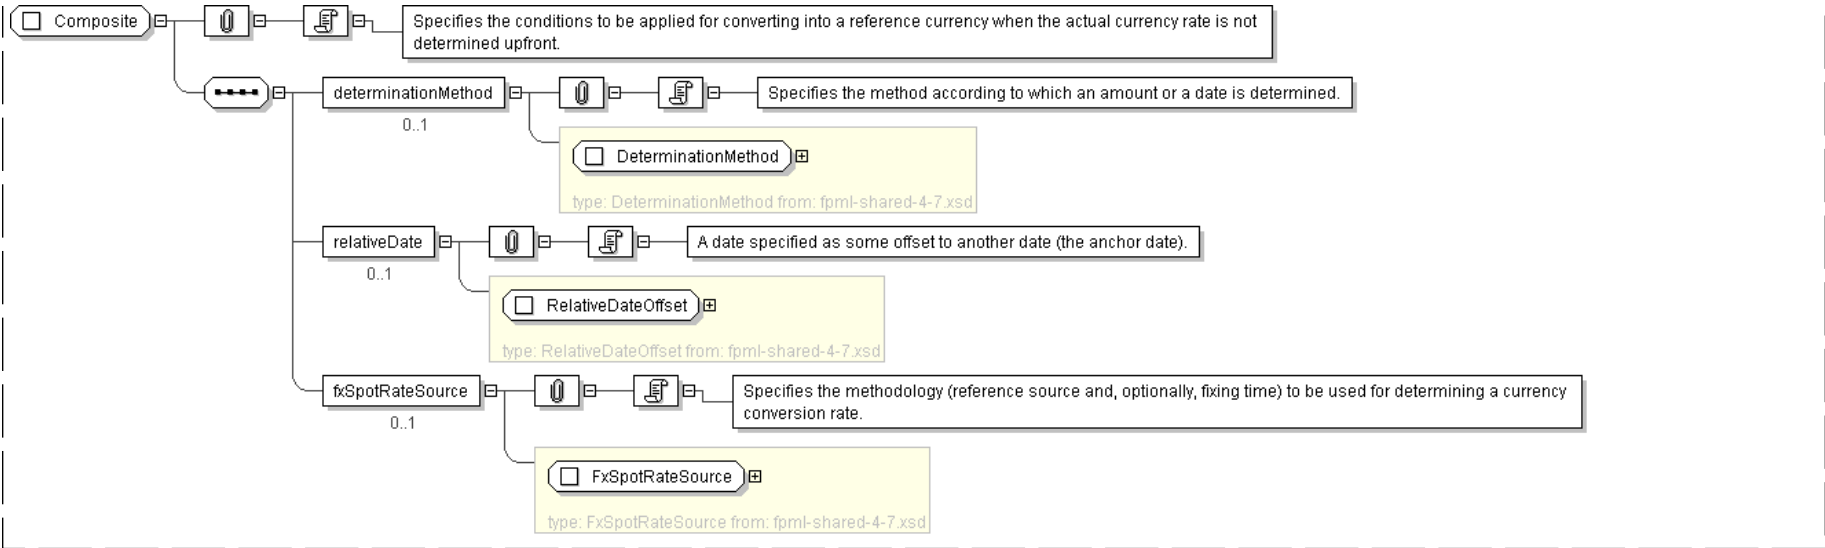 Composite
Specifies the conditions to be applied for converting into a reference currency when the actual currency rate is not
determined upfront.
determinationMethod
Specifies the method according to which an amount or a date is determined.
0..1
DeterminationMethod
type: DeterminationMethod from: fpml-shared-4-7.xsd
relativeDate
A date specified as some offset to another date (the anchor date).
0..1
RelativeDateOffset
type: RelativeDateOffset from: fpml-shared-4-7.xsd
fxSpotRateSource
Specifies the methodology (reference source and, optionally, fixing time) to be used for determining a currency
conversion rate.
0..1
FxSpotRateSource
type: FxSpotRateSource from: fpml-shared-4-7.xsd